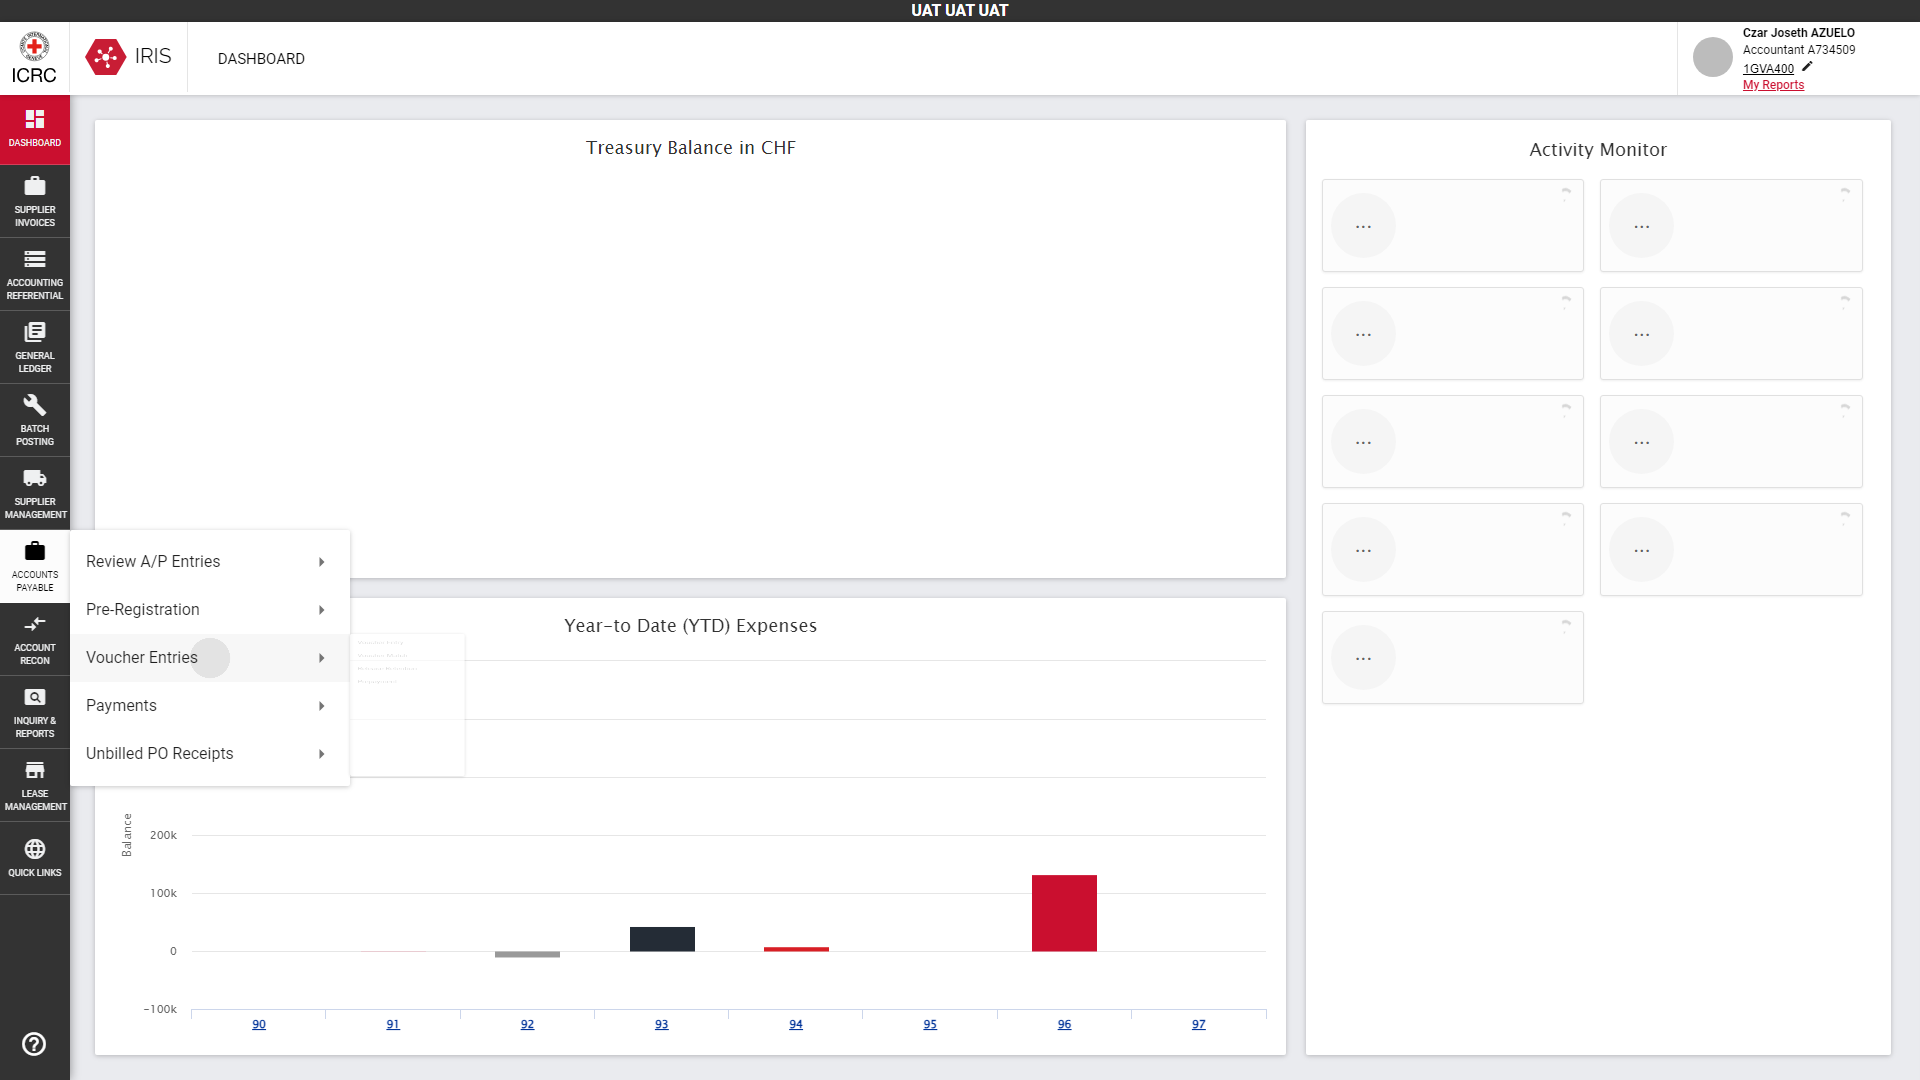 UAT UAT UAT
ICRC
IRIS
DASHBOARD
Czar Joseth AZUELO
Accountant A734509
1GVA400
My Reports
DASHBOARD
SUPPLIER
INVOICES
ACCOUNTING
REFERENTIAL
GENERAL
LEDGER
BATCH
POSTING
SUPPLIER
MANAGEMENT
ACCOUNTS
PAYABLE
ACCOUNT
RECON
INQUIRY &
REPORTS
LEASE
MANAGEMENT
QUICK LINKS
Review A/P Entries
Pre-Registration
Voucher Entries
Payments
Unbilled PO Receipts
Treasury Balance in CHF
Year-to Date (YTD) Expenses
Balance
200k
100k
0
-100k
90
91
92
93
94
95
96
97
Activity Monitor
...
...
...
...
...
...
...
...
...